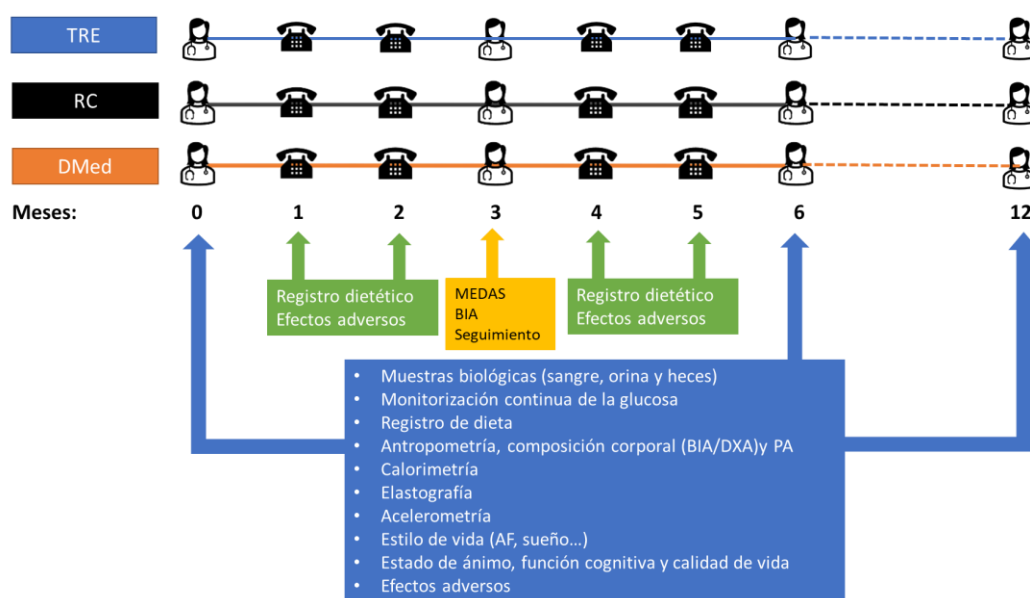 TRE
RC
DMed
Meses: 0 1 2 3 4 5 6 12
Registro dietético
Efectos adversos
MEDAS
BIA
Seguimiento
Registro dietético
Efectos adversos
• Muestras biológicas (sangre, orina y heces)
• Monitorización continua de la glucosa
• Registro de dieta
• Antropometría, composición corporal (BIA/DXA)y PA
• Calorimetría
• Elastografía
• Acelerometría
• Estilo de vida (AF, sueño…)
• Estado de ánimo, función cognitiva y calidad de vida
• Efectos adversos